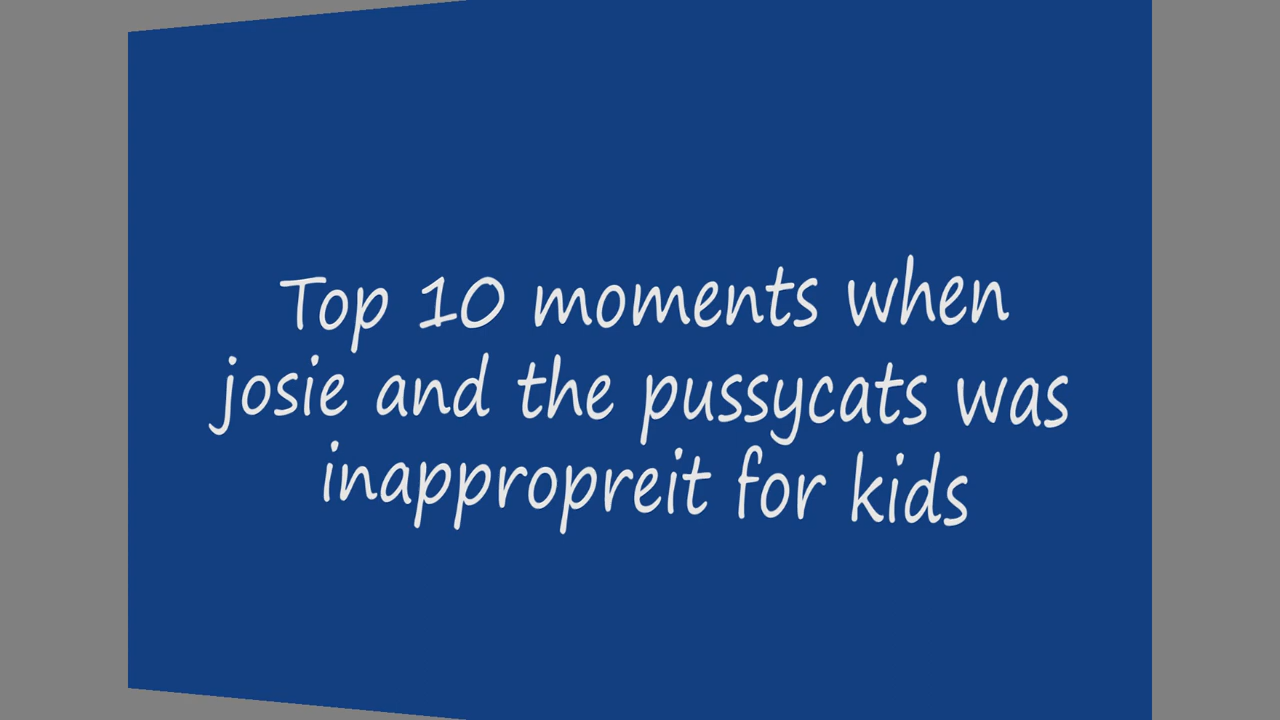 Top 10 moments when
josie and the pussycats was
inappropreit for kids